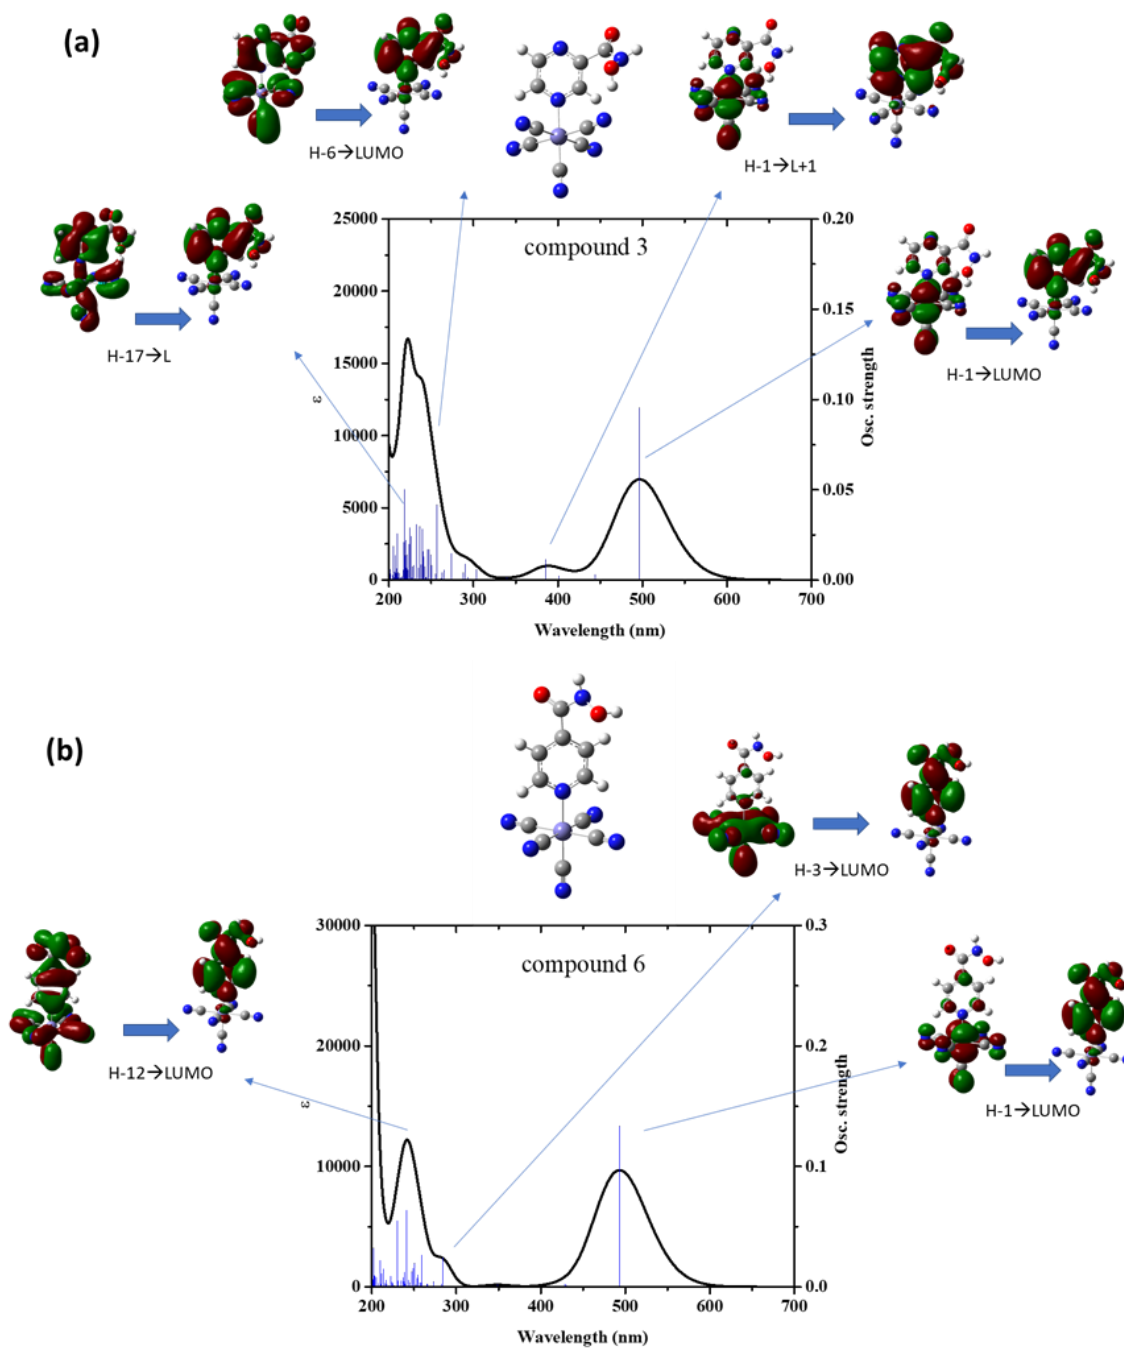 (a)
H-6→LUMO
H-1→L+1
H-17→L
H-1→LUMO
compound 3
25000
20000
15000
10000
5000
0
ε
0.20
0.15
0.10
0.05
0.00
Osc. strength
200 300 400 500 600 700
Wavelength (nm)
(b)
H-3→LUMO
H-12→LUMO
H-1→LUMO
compound 6
30000
20000
10000
0
ε
0.3
0.2
0.1
0.0
Osc. strength
200 300 400 500 600 700
Wavelength (nm)